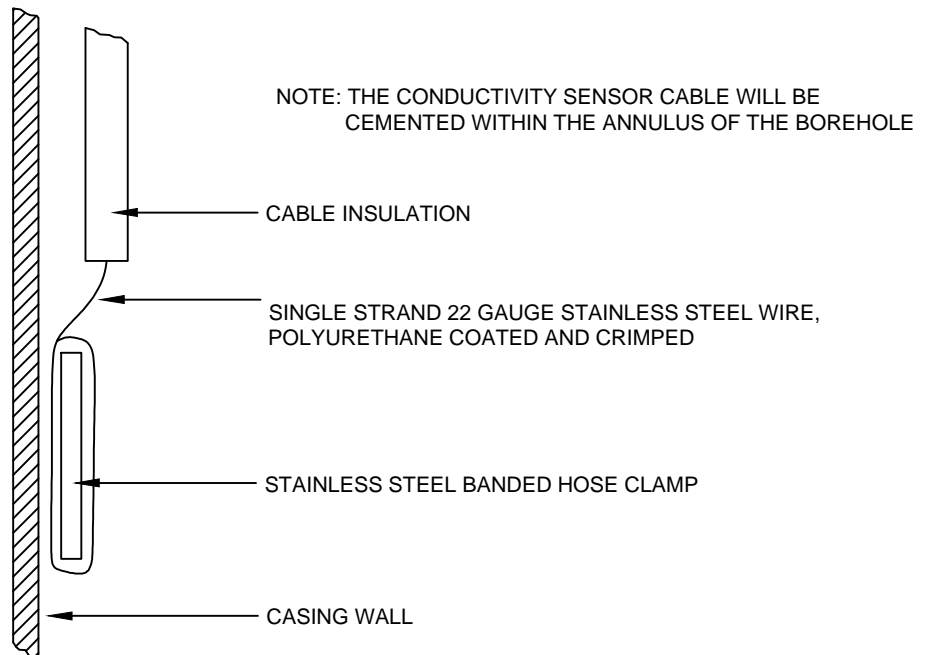 NOTE: THE CONDUCTIVITY SENSOR CABLE WILL BE
CEMENTED WITHIN THE ANNULUS OF THE BOREHOLE
CABLE INSULATION
SINGLE STRAND 22 GAUGE STAINLESS STEEL WIRE,
POLYURETHANE COATED AND CRIMPED
STAINLESS STEEL BANDED HOSE CLAMP
CASING WALL